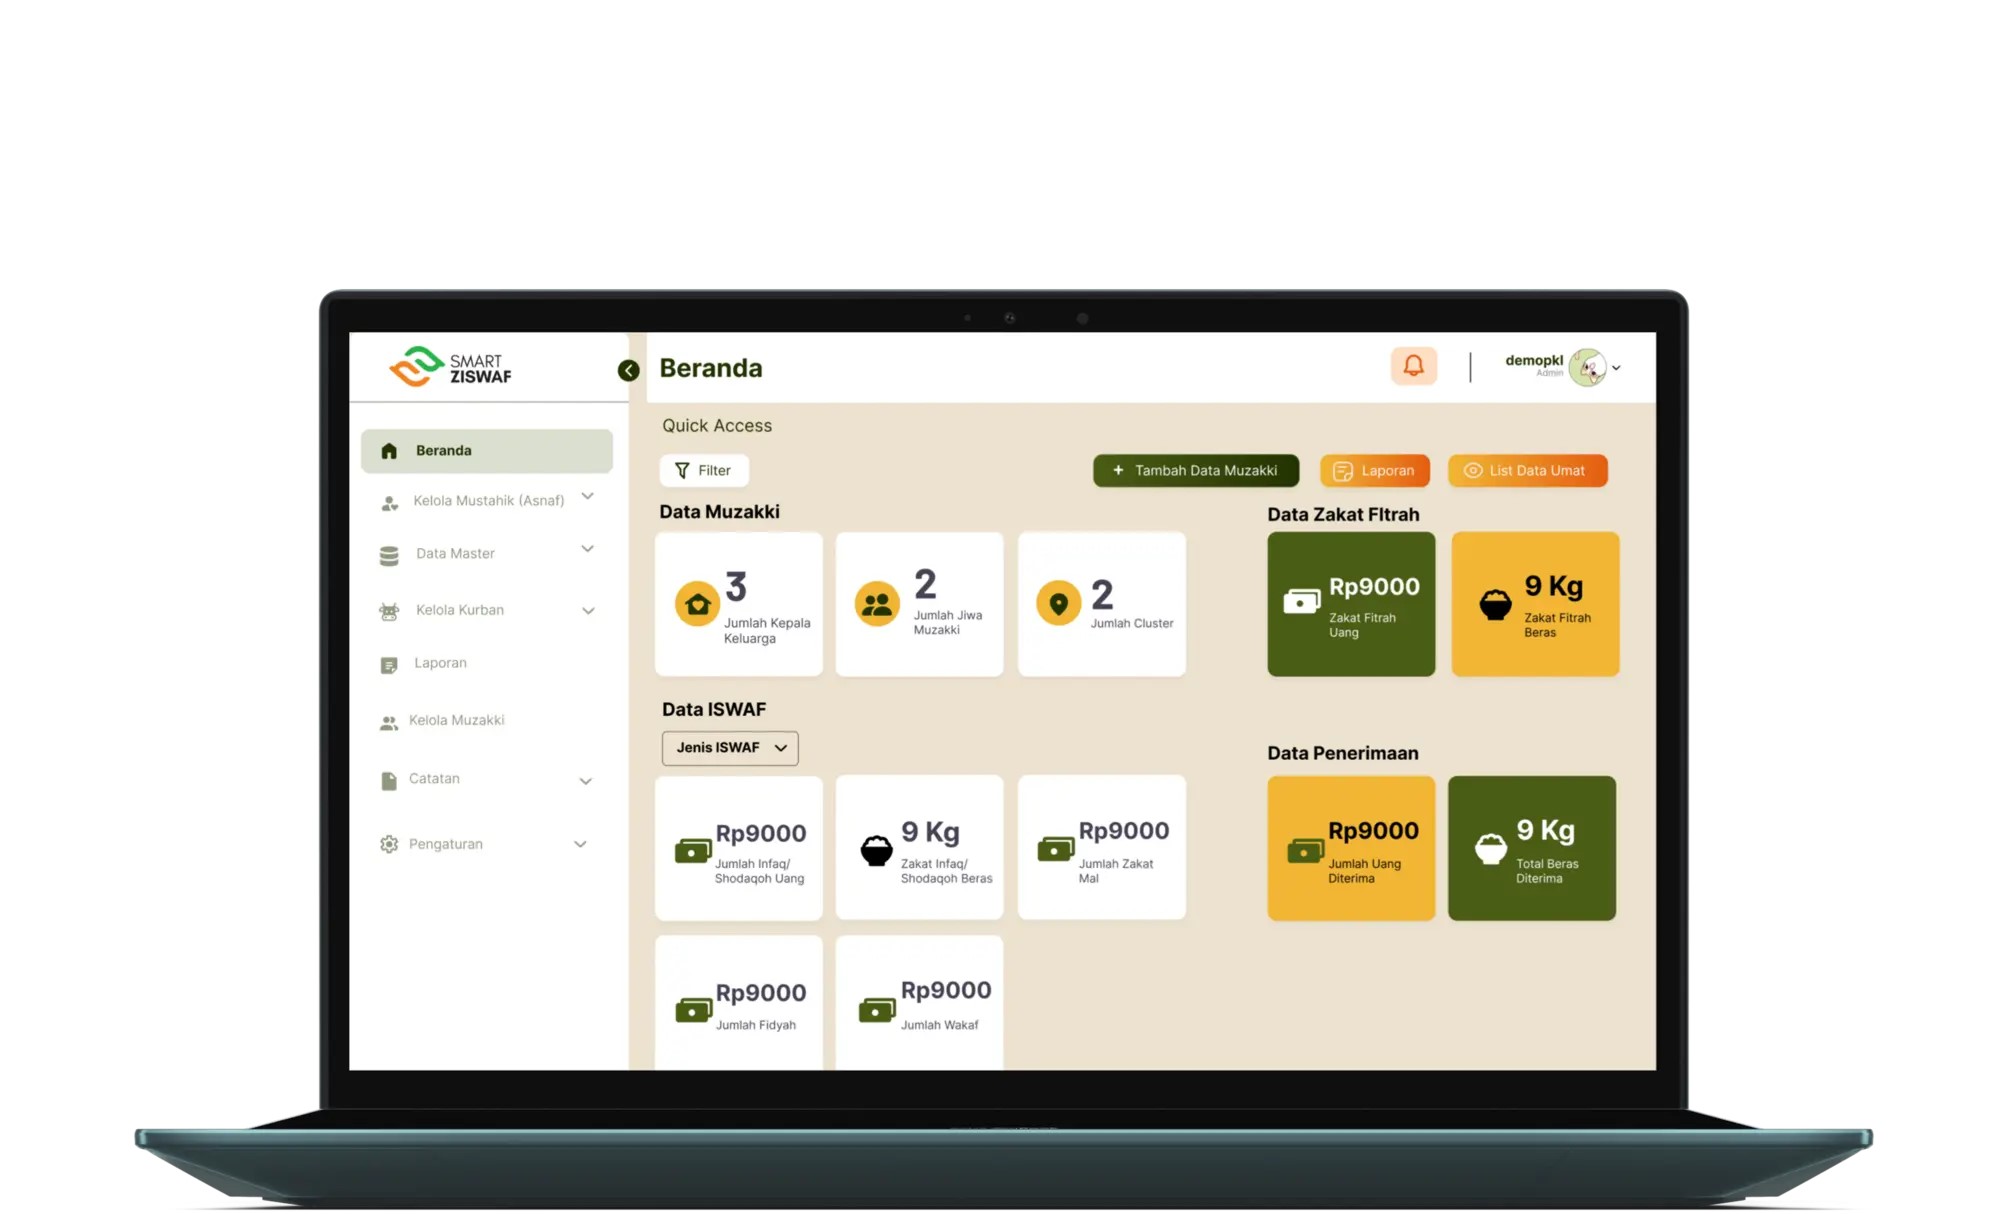 SMART
ZISWAF
Beranda
demopkl
Admin
Beranda
Kelola Mustahik (Asnaf)
Data Master
Kelola Kurban
Laporan
Kelola Muzakki
Catatan
Pengaturan
Quick Access
Filter
+ Tambah Data Muzakki
Laporan
List Data Umat
Data Muzakki
3
Jumlah Kepala
Keluarga
2
Jumlah Jiwa
Muzakki
2
Jumlah Cluster
Data Zakat FItrah
Rp9000
Zakat Fitrah
Uang
9 Kg
Zakat Fitrah
Beras
Data ISWAF
Jenis ISWAF
Rp9000
Jumlah Infaq/
Shodaqoh Uang
9 Kg
Zakat Infaq/
Shodaqoh Beras
Rp9000
Jumlah Zakat
Mal
Rp9000
Jumlah Fidyah
Rp9000
Jumlah Wakaf
Data Penerimaan
Rp9000
Jumlah Uang
Diterima
9 Kg
Total Beras
Diterima